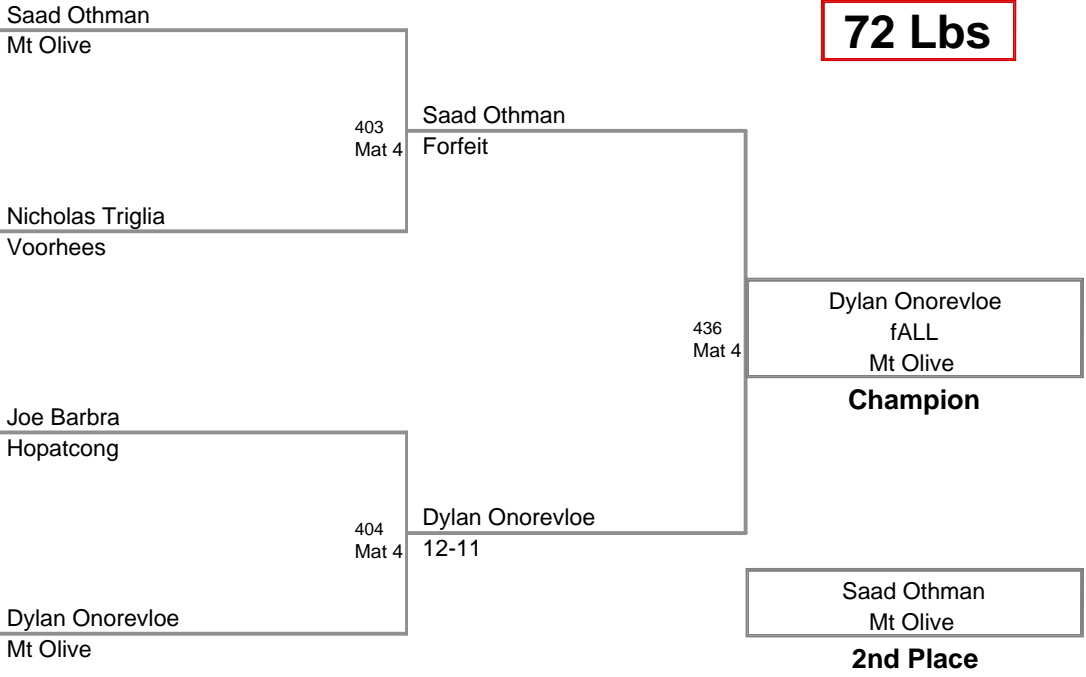 Saad Othman
Mt Olive
72 Lbs
403
Mat 4
Saad Othman
Forfeit
Nicholas Triglia
Voorhees
436
Mat 4
Dylan Onorevloe
fALL
Mt Olive
Champion
Joe Barbra
Hopatcong
404
Mat 4
Dylan Onorevloe
12-11
Dylan Onorevloe
Mt Olive
Saad Othman
Mt Olive
2nd Place